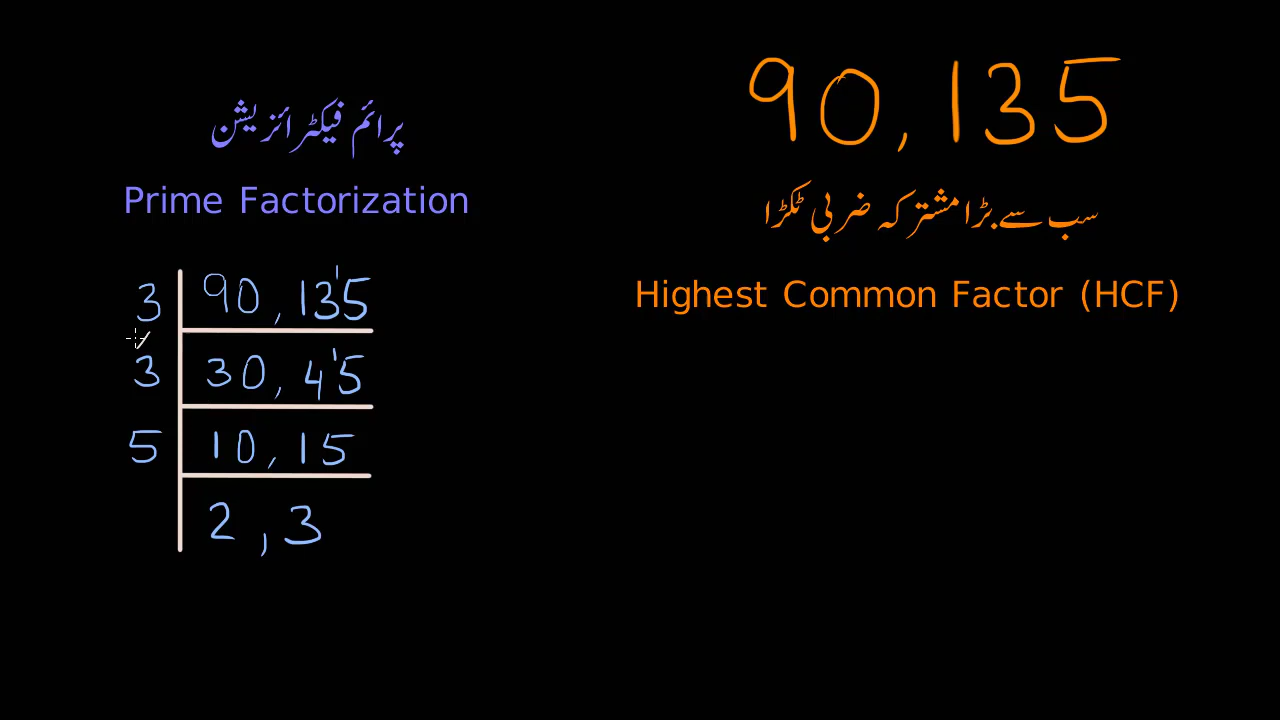 پرائم فیکٹرائزیشن
Prime Factorization
3 90, 135
3 30, 45
5 10, 15
2, 3
90, 135
سب سے بڑا مشترکہ ضربی ٹکڑا
Highest Common Factor (HCF)